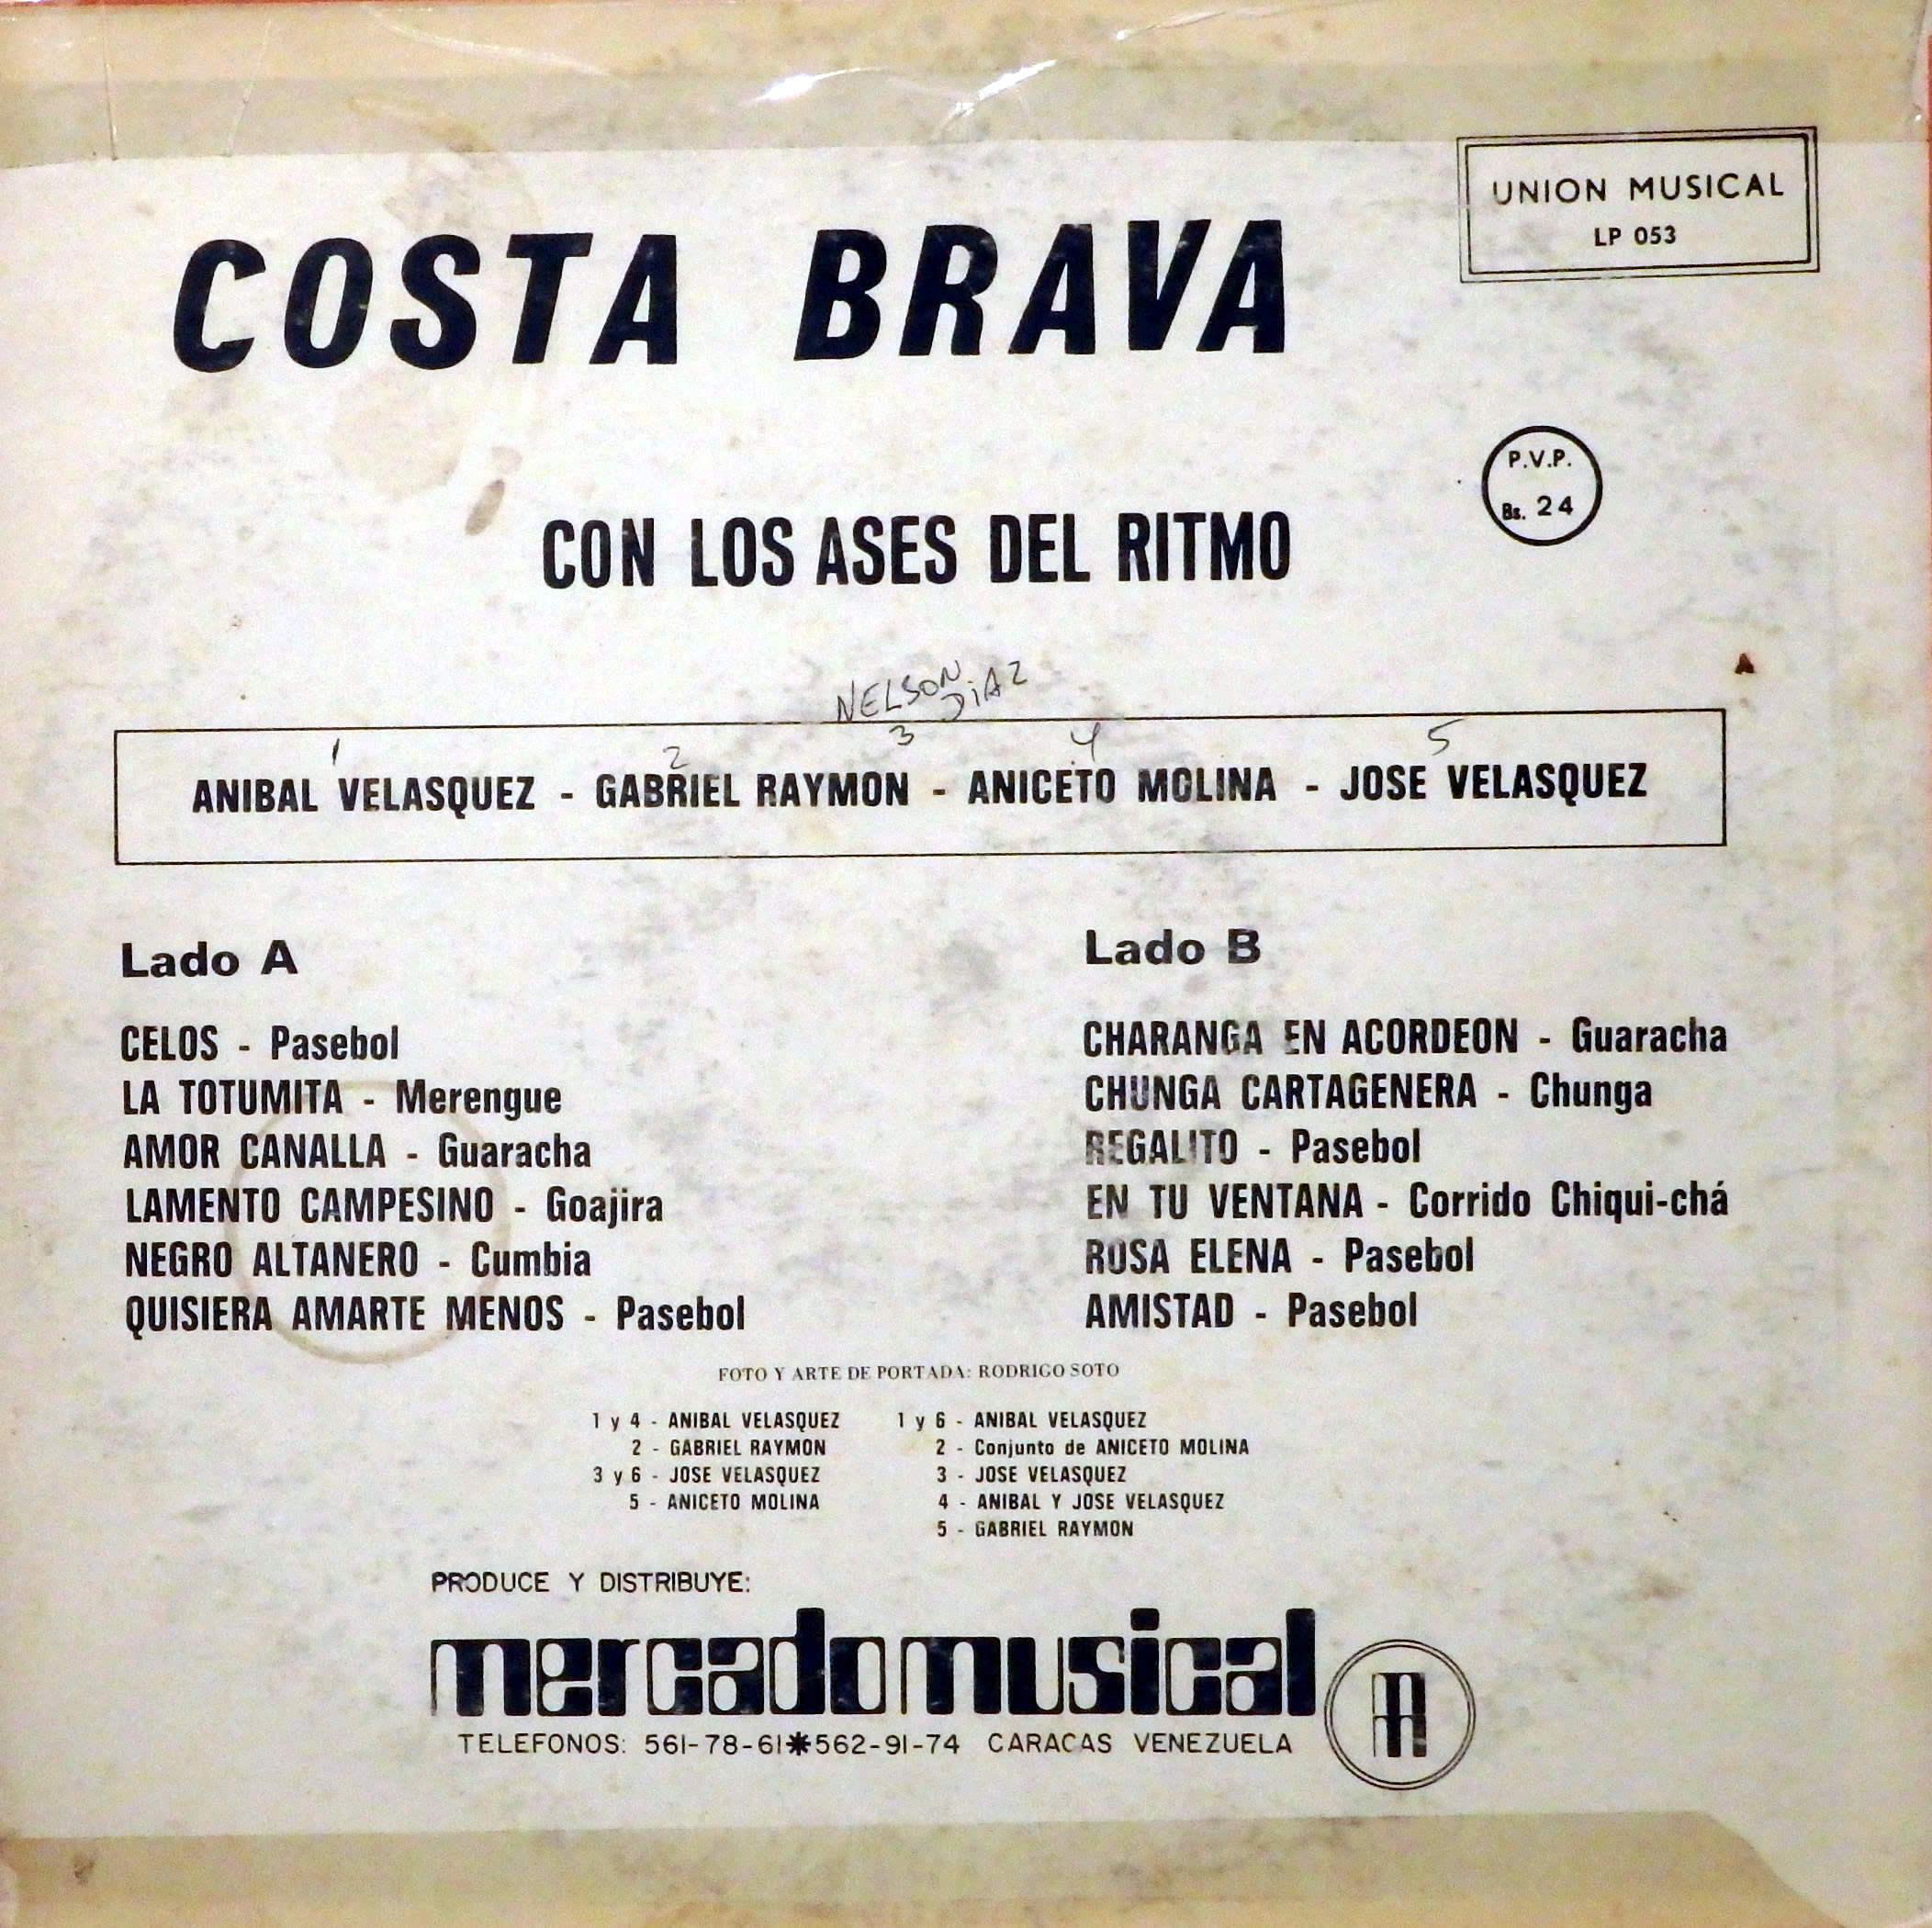 UNION MUSICAL
LP 053
COSTA BRAVA
P.V.P.
Bs. 24
CON LOS ASES DEL RITMO
NELSON
DIAZ
1 2 3 4 5
ANIBAL VELASQUEZ - GABRIEL RAYMON - ANICETO MOLINA - JOSE VELASQUEZ
Lado A
CELOS - Pasebol
LA TOTUMITA - Merengue
AMOR CANALLA - Guaracha
LAMENTO CAMPESINO - Goajira
NEGRO ALTANERO - Cumbia
QUISIERA AMARTE MENOS - Pasebol
Lado B
CHARANGA EN ACORDEON - Guaracha
CHUNGA CARTAGENERA - Chunga
REGALITO - Pasebol
EN TU VENTANA - Corrido Chiqui-chá
ROSA ELENA - Pasebol
AMISTAD - Pasebol
FOTO Y ARTE DE PORTADA: RODRIGO SOTO
1 y 4 - ANIBAL VELASQUEZ
2 - GABRIEL RAYMON
3 y 6 - JOSE VELASQUEZ
5 - ANICETO MOLINA
1 y 6 - ANIBAL VELASQUEZ
2 - Conjunto de ANICETO MOLINA
3 - JOSE VELASQUEZ
4 - ANIBAL Y JOSE VELASQUEZ
5 - GABRIEL RAYMON
PRODUCE Y DISTRIBUYE:
mercadomusical
TELEFONOS: 561-78-61*562-91-74 CARACAS VENEZUELA